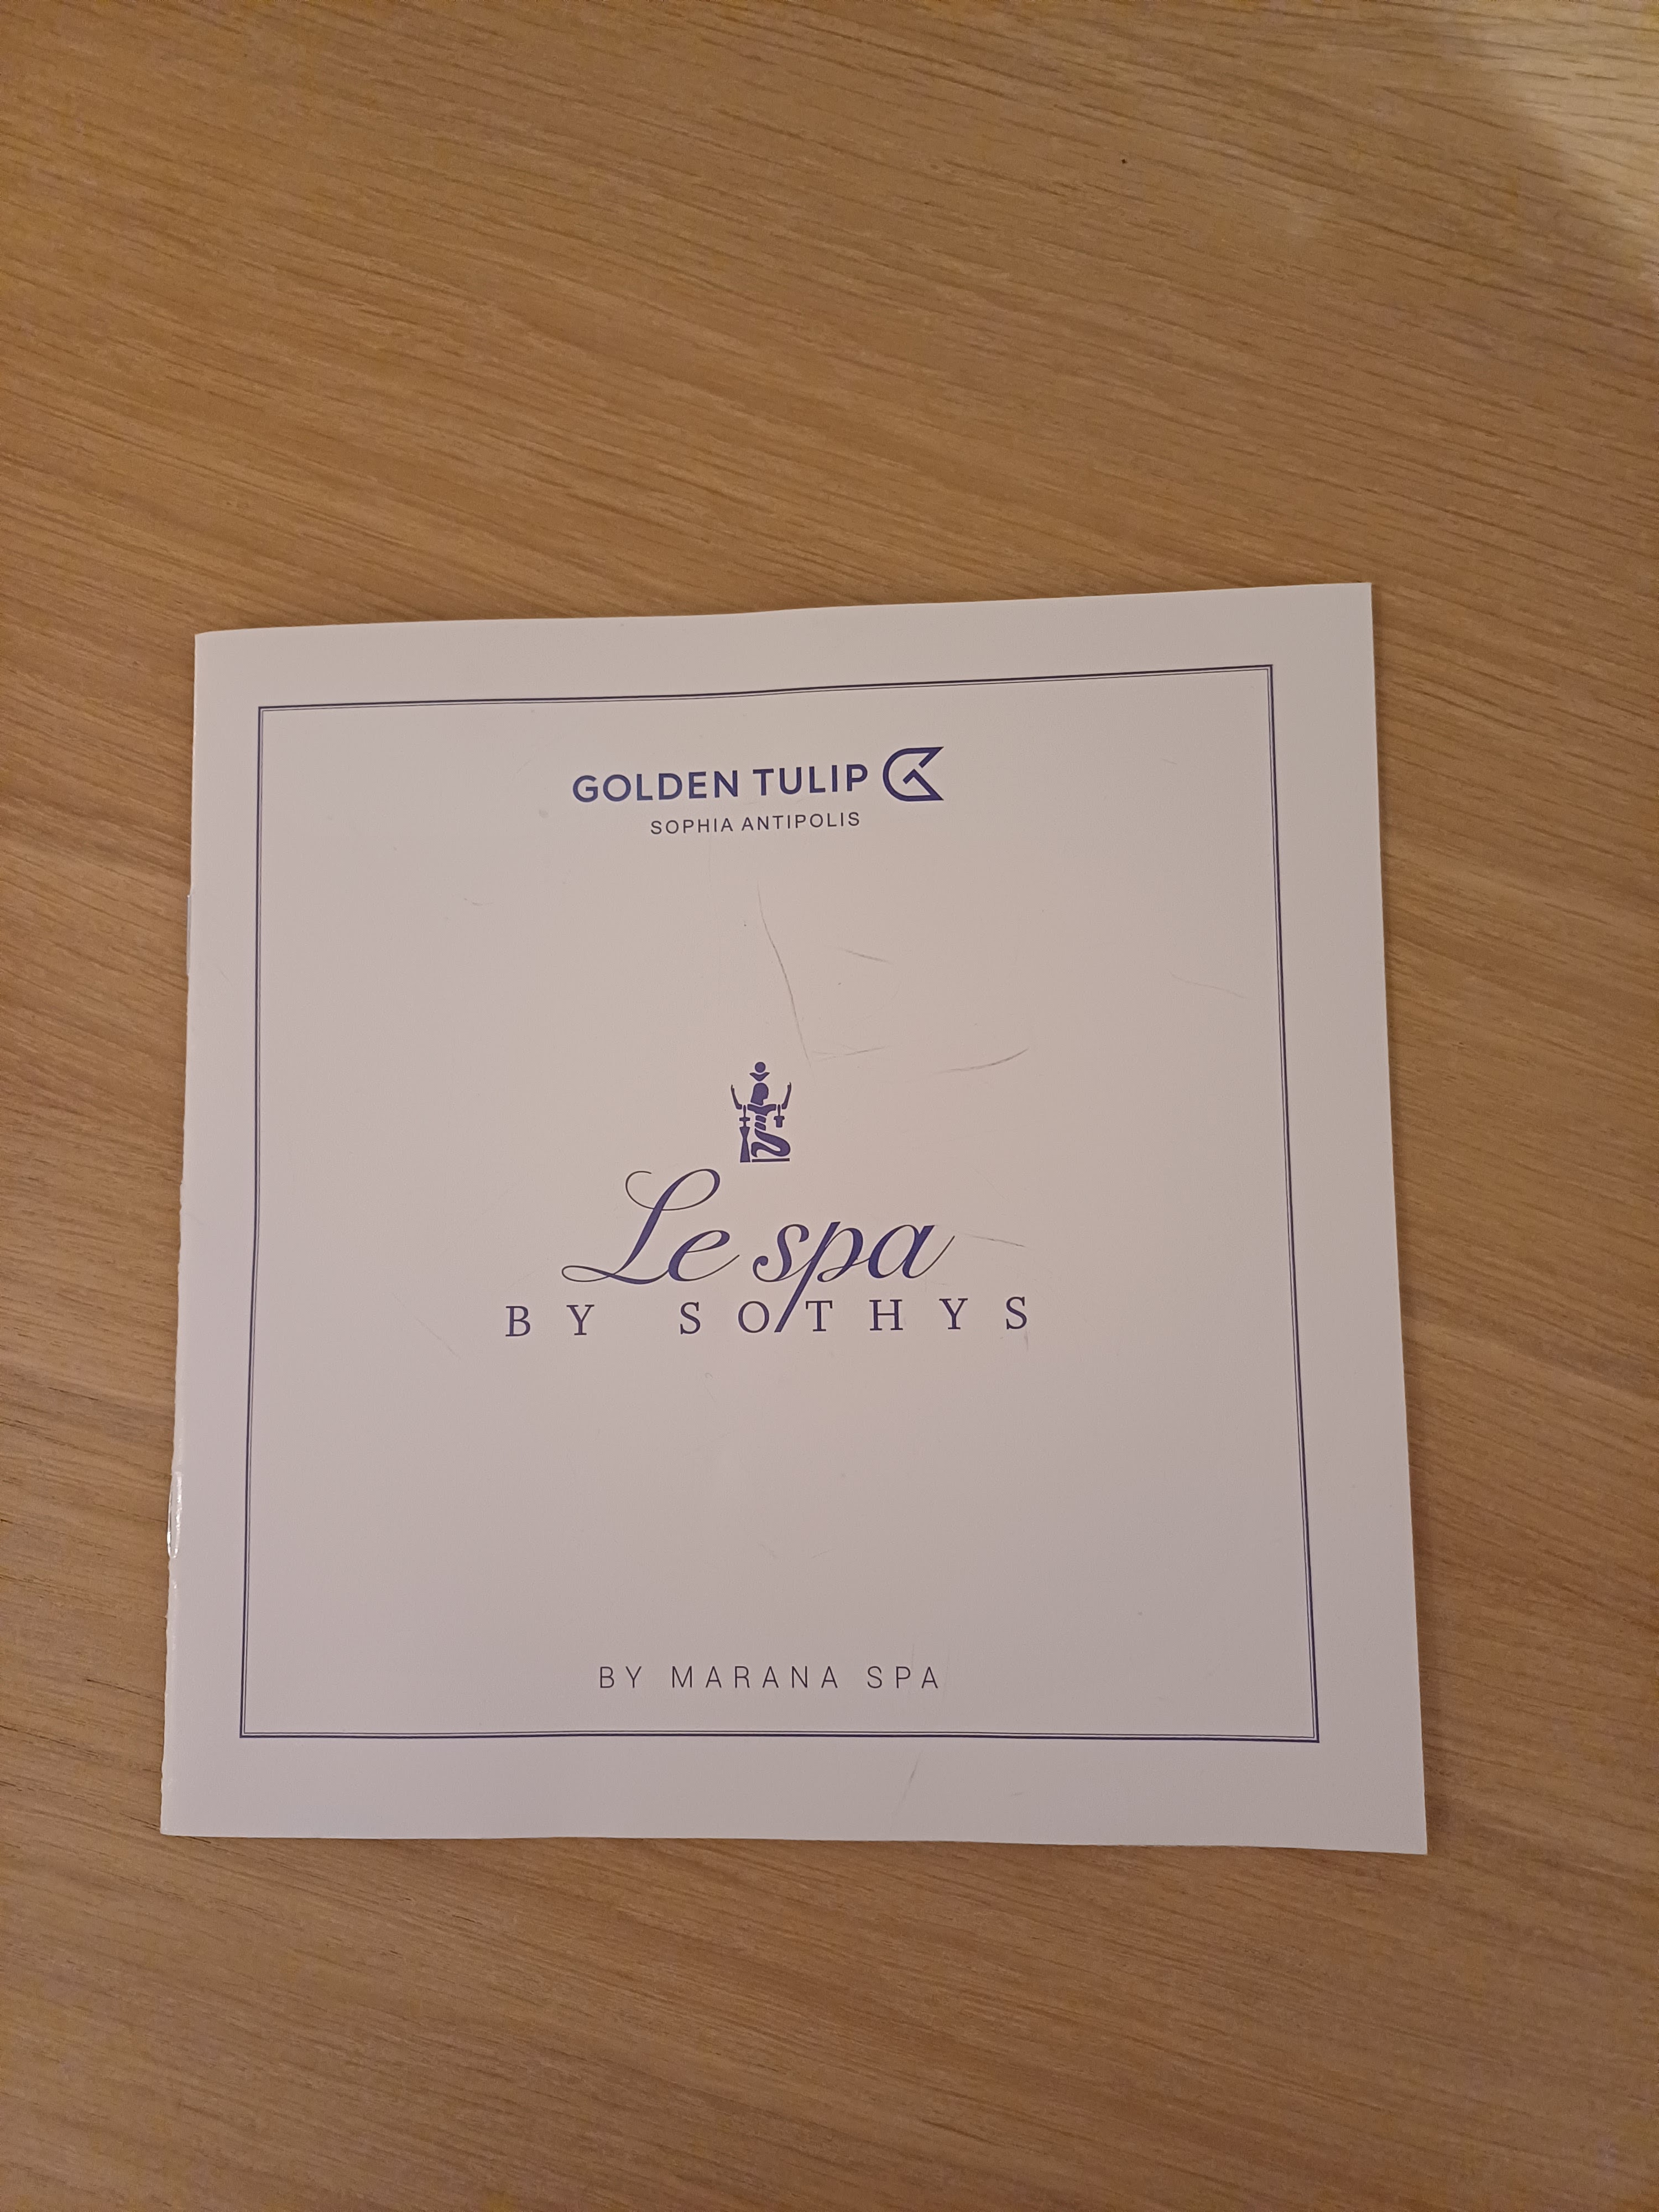 GOLDEN TULIP
SOPHIA ANTIPOLIS
Le spa
BY SOTHYS
BY MARANA SPA